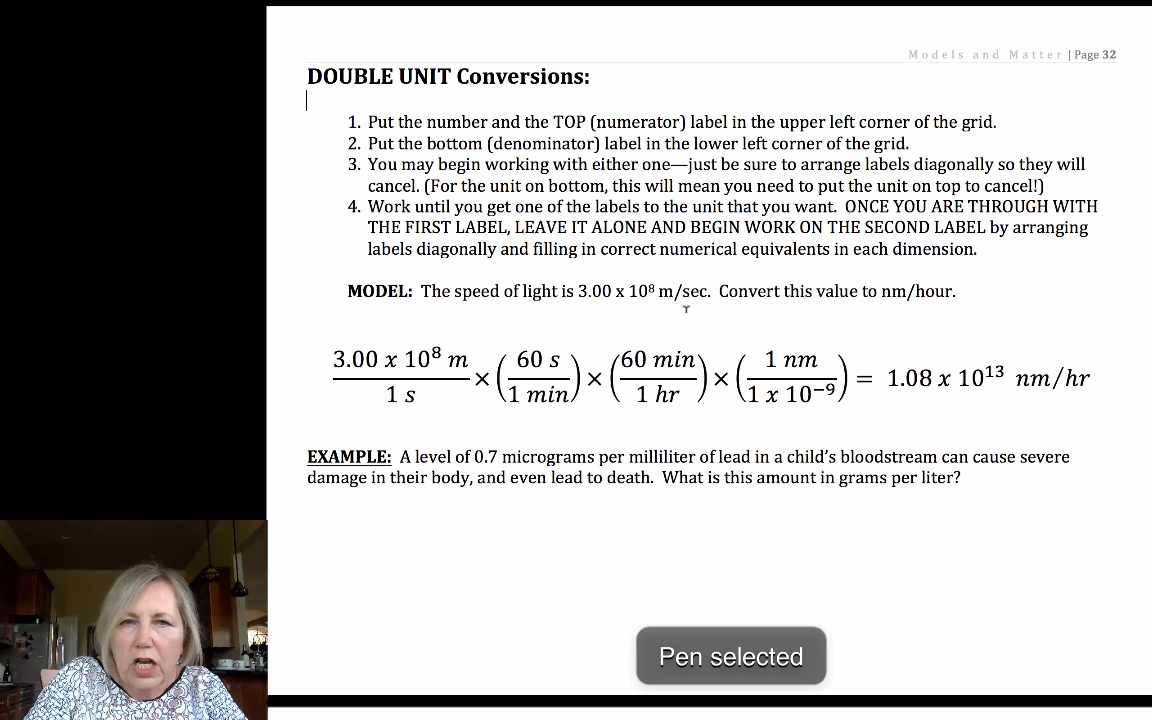 Models and Matter | Page 32
DOUBLE UNIT Conversions:
1. Put the number and the TOP (numerator) label in the upper left corner of the grid.
2. Put the bottom (denominator) label in the lower left corner of the grid.
3. You may begin working with either one—just be sure to arrange labels diagonally so they will
cancel. (For the unit on bottom, this will mean you need to put the unit on top to cancel!)
4. Work until you get one of the labels to the unit that you want. ONCE YOU ARE THROUGH WITH
THE FIRST LABEL, LEAVE IT ALONE AND BEGIN WORK ON THE SECOND LABEL by arranging
labels diagonally and filling in correct numerical equivalents in each dimension.
MODEL: The speed of light is 3.00 x 10⁸ m/sec. Convert this value to nm/hour.
3.00 x 10⁸ m / 1 s × (60 s / 1 min) × (60 min / 1 hr) × (1 nm / 1 x 10⁻⁹) = 1.08 x 10¹³ nm/hr
EXAMPLE: A level of 0.7 micrograms per milliliter of lead in a child’s bloodstream can cause severe
damage in their body, and even lead to death. What is this amount in grams per liter?
Pen selected